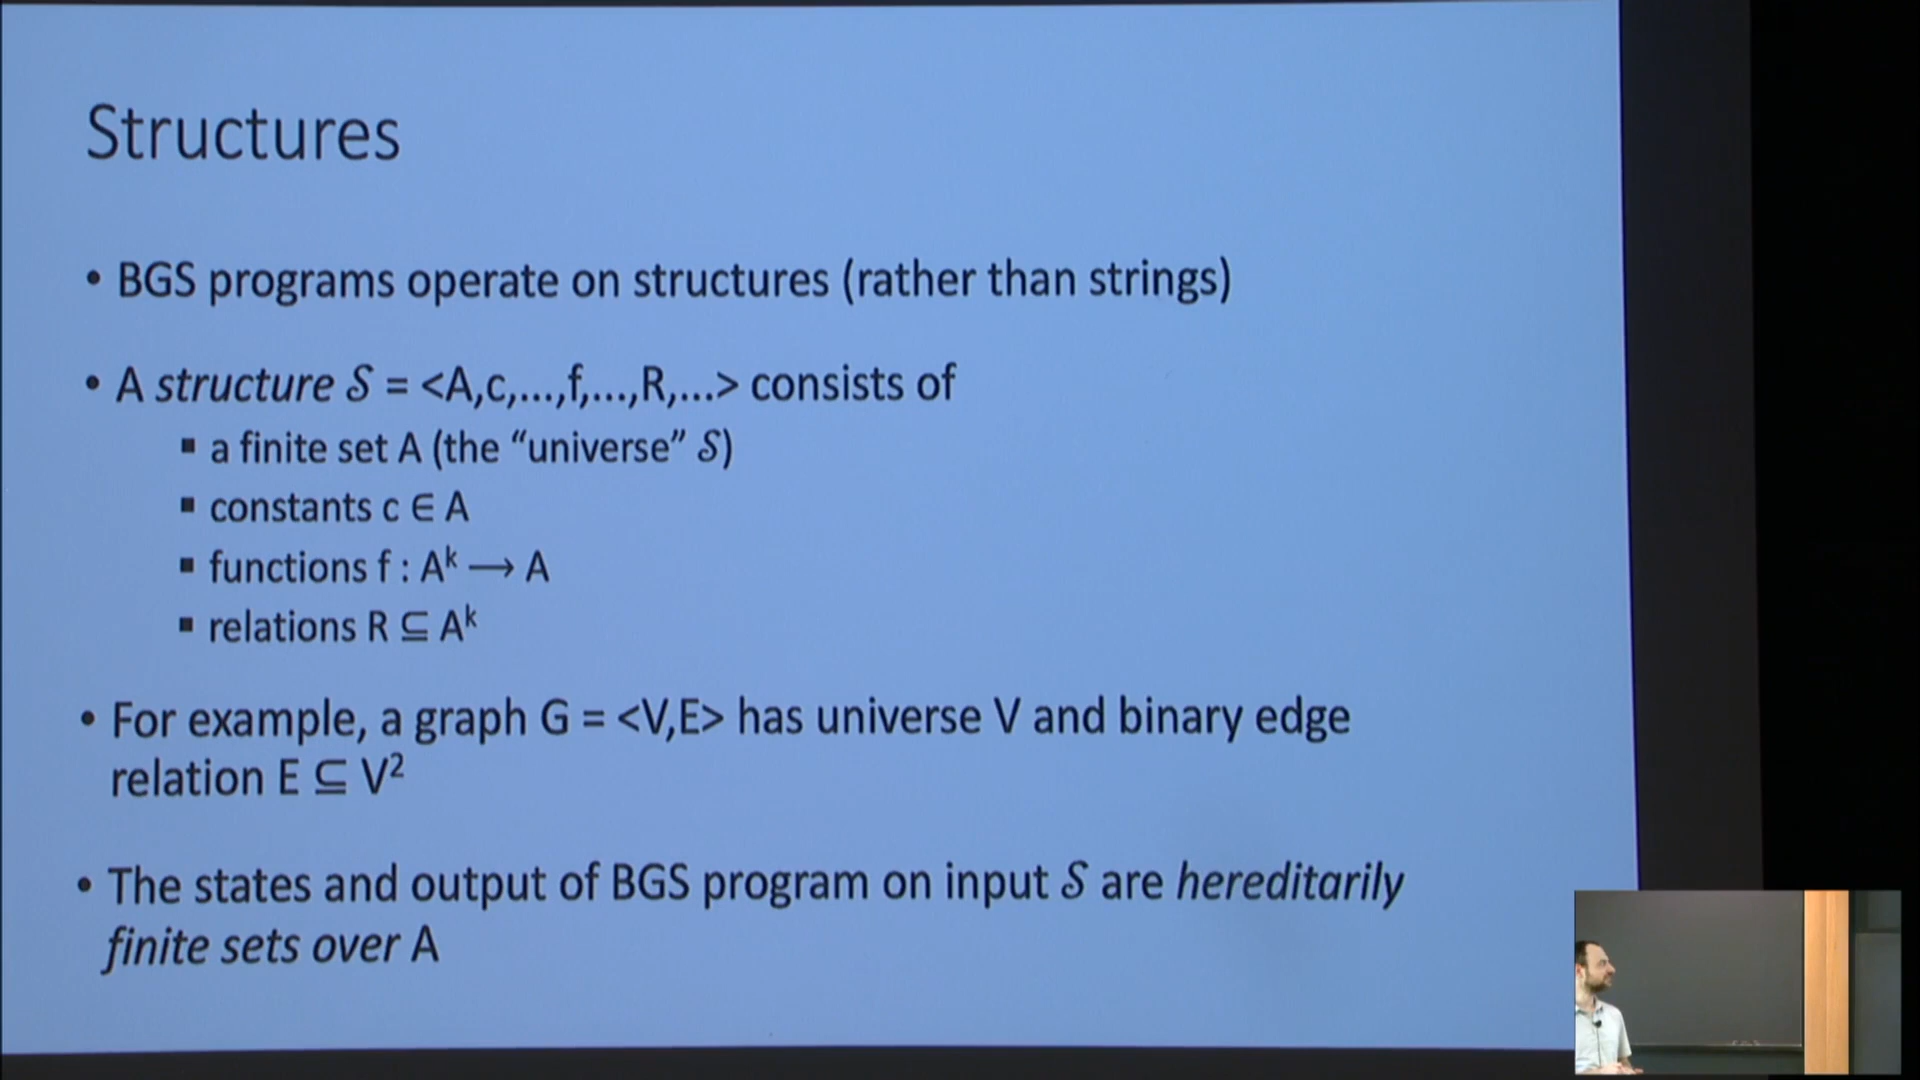 Structures
• BGS programs operate on structures (rather than strings)
• A structure 𝒮 = <A,c,...,f,...,R,...> consists of
▪ a finite set A (the “universe” 𝒮)
▪ constants c ∈ A
▪ functions f : Aᵏ ⟶ A
▪ relations R ⊆ Aᵏ
• For example, a graph G = <V,E> has universe V and binary edge
relation E ⊆ V²
• The states and output of BGS program on input 𝒮 are hereditarily
finite sets over A